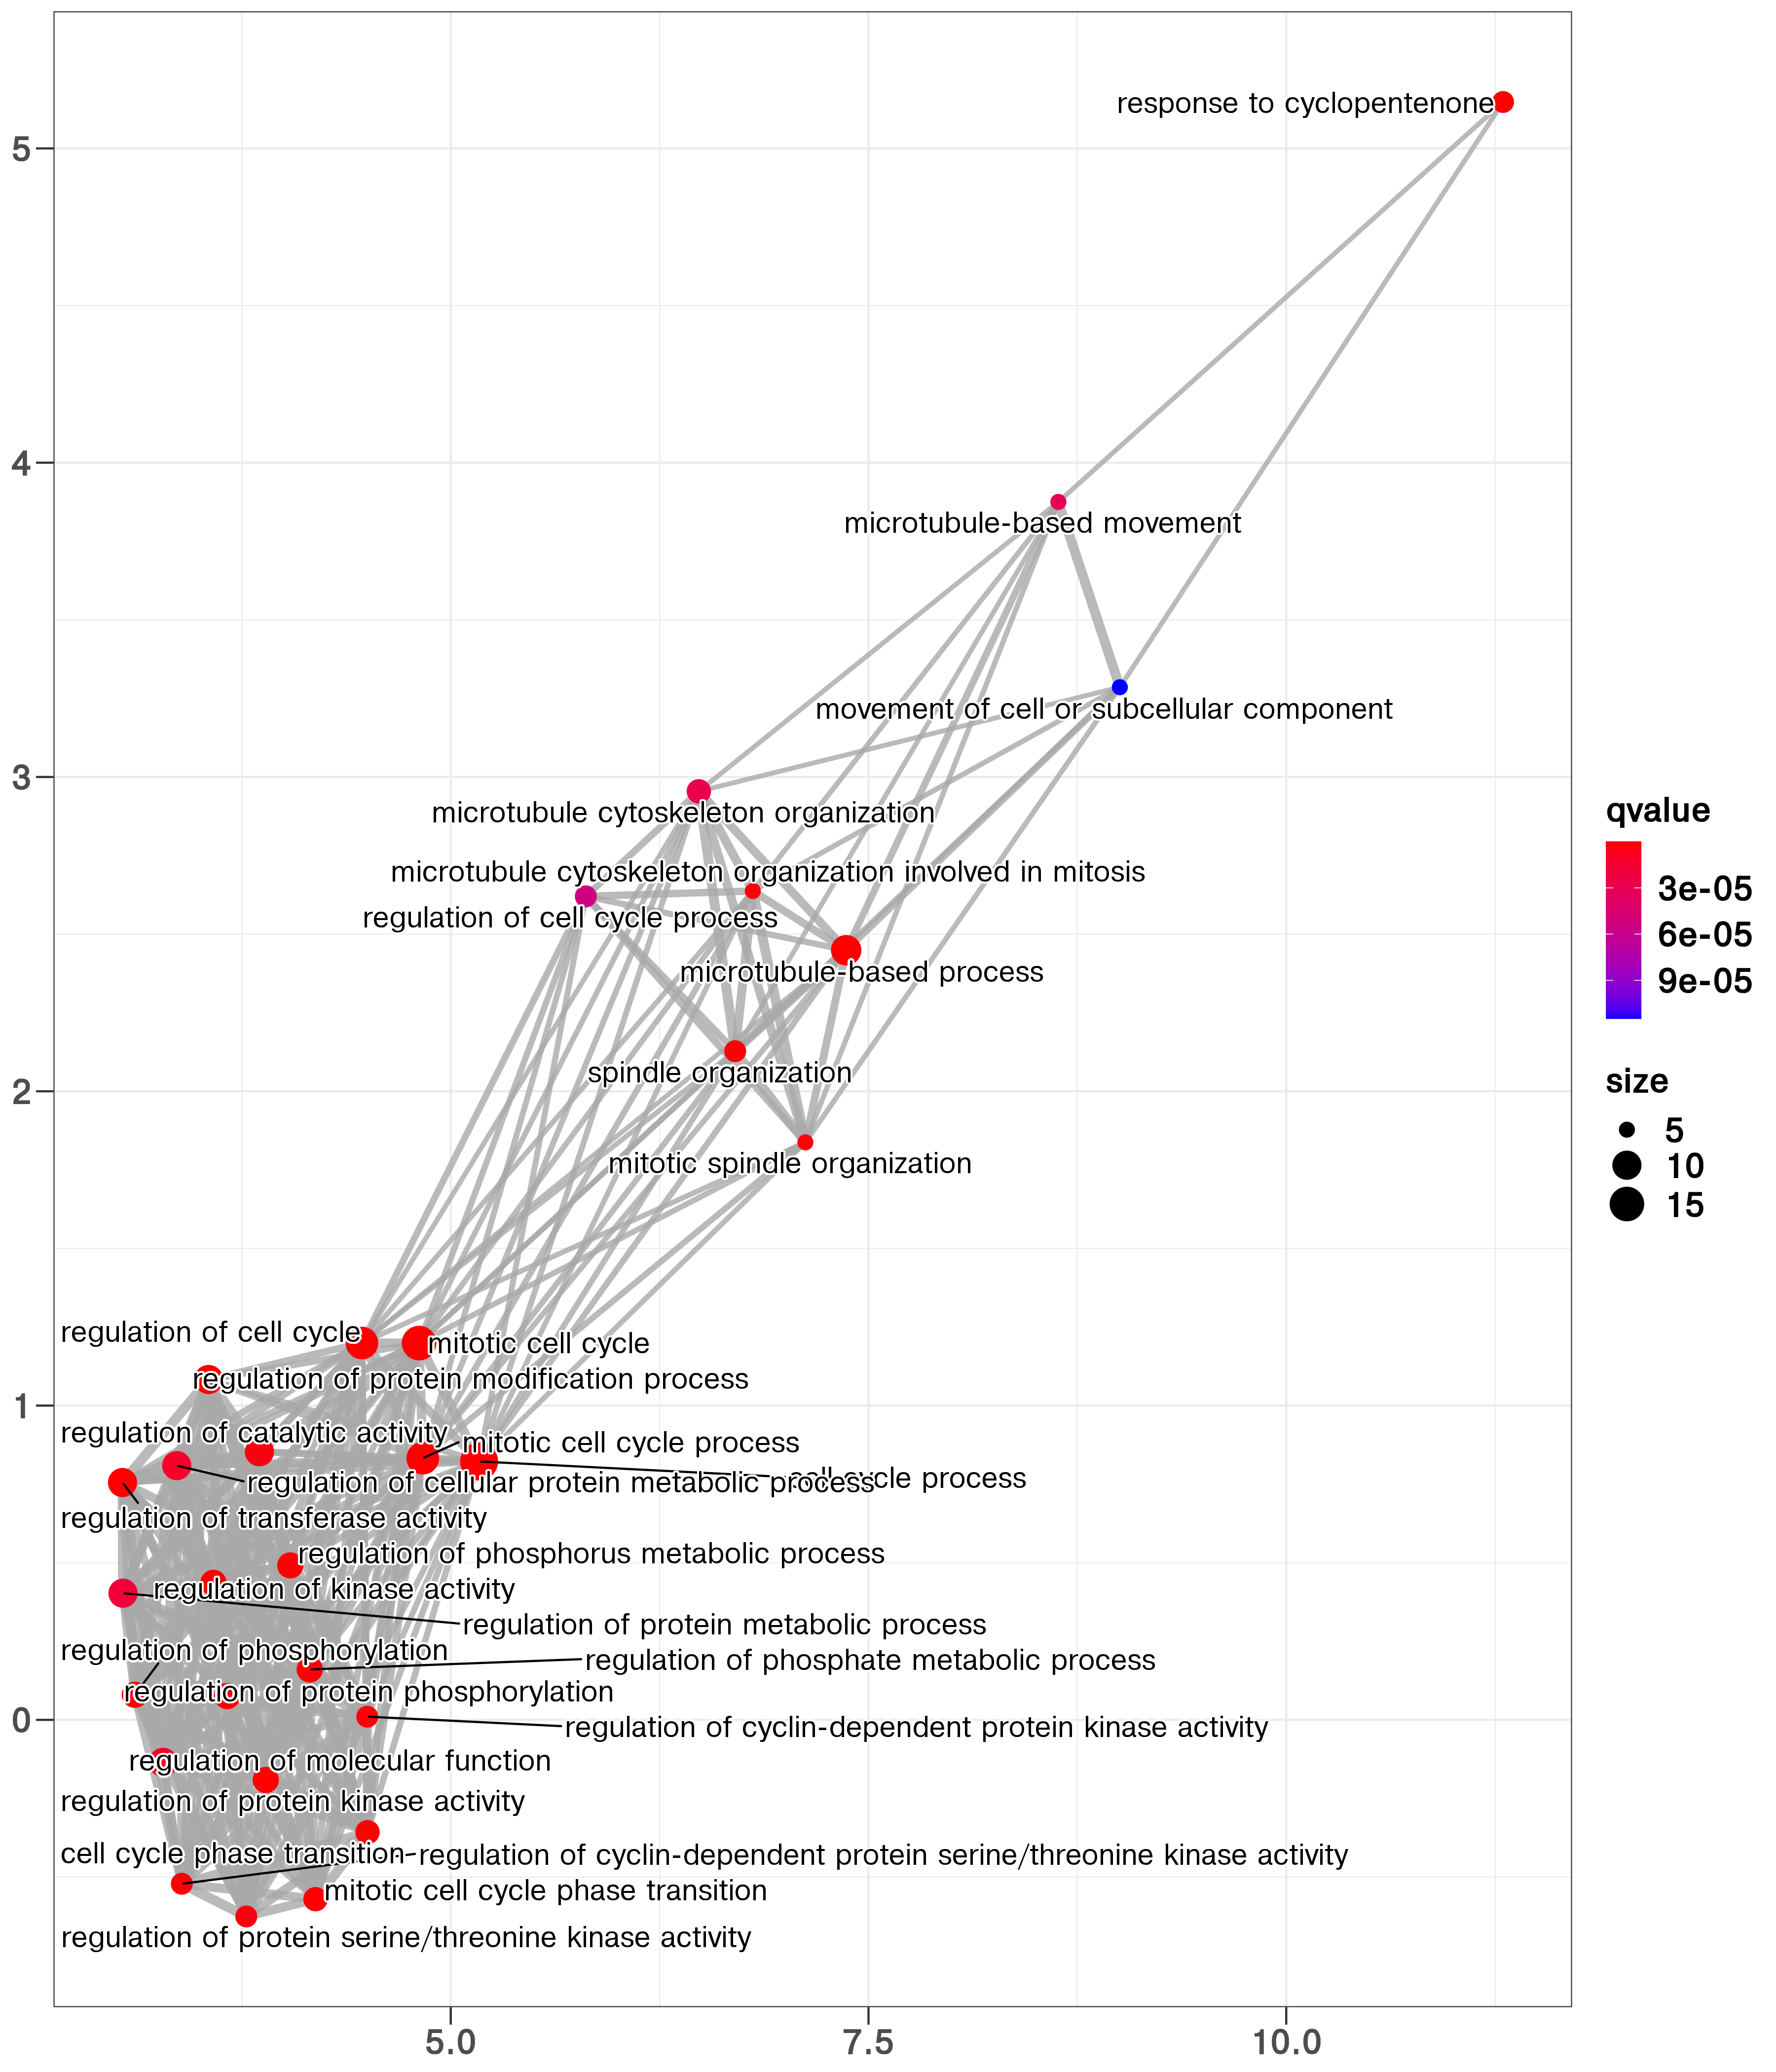 response to cyclopentenone
5
4
microtubule-based movement
movement of cell or subcellular component
3
microtubule cytoskeleton organization
microtubule cytoskeleton organization involved in mitosis
regulation of cell cycle process
microtubule-based process
2
spindle organization
mitotic spindle organization
regulation of cell cycle
mitotic cell cycle
regulation of protein modification process
1
regulation of catalytic activity
mitotic cell cycle process
cell cycle process
regulation of cellular protein metabolic process
regulation of transferase activity
regulation of phosphorus metabolic process
regulation of kinase activity
regulation of protein metabolic process
regulation of phosphorylation
regulation of phosphate metabolic process
regulation of protein phosphorylation
0
regulation of cyclin-dependent protein kinase activity
regulation of molecular function
regulation of protein kinase activity
cell cycle phase transition
regulation of cyclin-dependent protein serine/threonine kinase activity
mitotic cell cycle phase transition
regulation of protein serine/threonine kinase activity
5.0
7.5
10.0
qvalue
3e-05
6e-05
9e-05
size
5
10
15